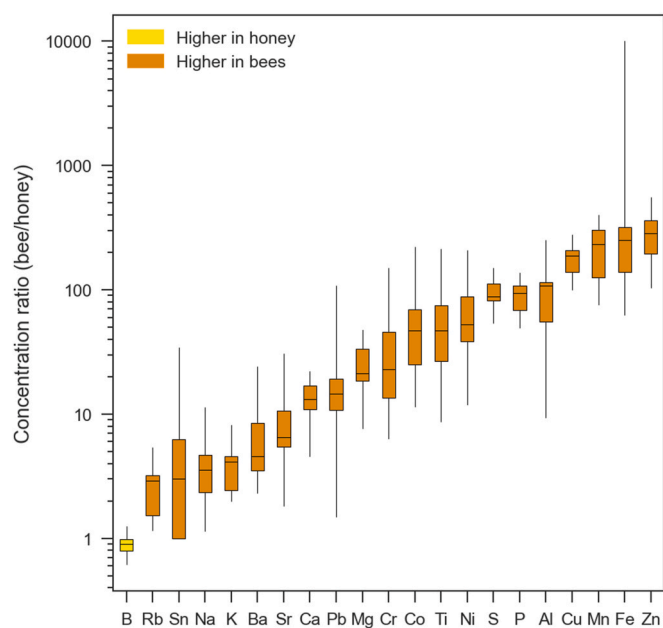 Higher in honey
Higher in bees
Concentration ratio (bee/honey)
10000
1000
100
10
1
B Rb Sn Na K Ba Sr Ca Pb Mg Cr Co Ti Ni S P Al Cu Mn Fe Zn